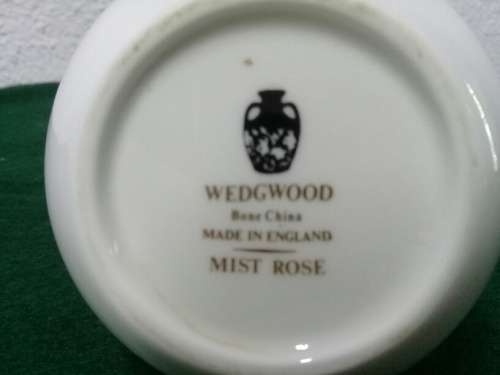 WEDGWOOD
Bone China
MADE IN ENGLAND
MIST ROSE